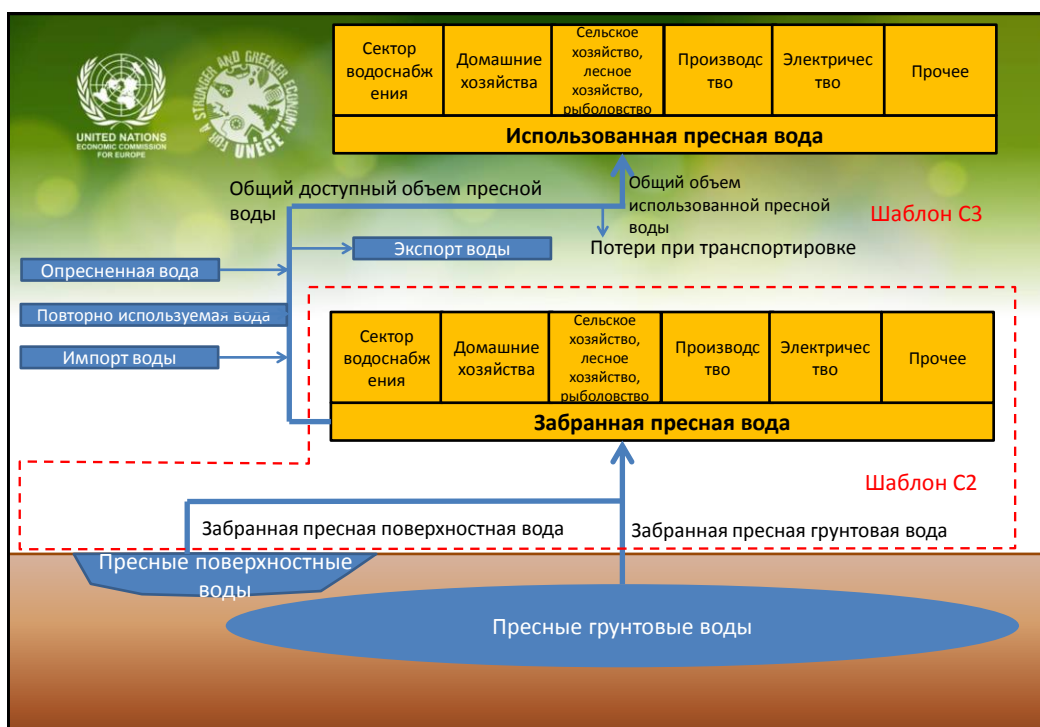 Сектор
водоснабж
ения
Домашние
хозяйства
Сельское
хозяйство,
лесное
хозяйство,
рыболовство
Производс
тво
Электричес
тво
Прочее
Использованная пресная вода
UNITED NATIONS
ECONOMIC COMMISSION
FOR EUROPE
FOR A STRONGER AND GREENER ECONOMY
UNECE
Общий доступный объем пресной
воды
Общий объем
использованной пресной
воды
Шаблон С3
Экспорт воды
Потери при транспортировке
Опресненная вода
Повторно используемая вода
Импорт воды
Сектор
водоснабж
ения
Домашние
хозяйства
Сельское
хозяйство,
лесное
хозяйство,
рыболовство
Производс
тво
Электричес
тво
Прочее
Забранная пресная вода
Шаблон С2
Забранная пресная поверхностная вода
Забранная пресная грунтовая вода
Пресные поверхностные
воды
Пресные грунтовые воды